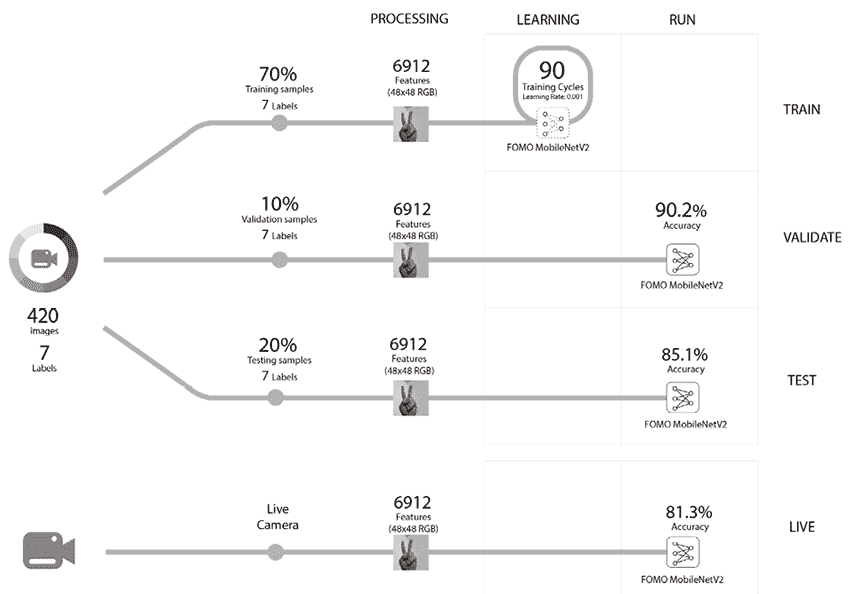 PROCESSING
LEARNING
RUN
70%
Training samples
7 Labels
6912
Features
(48x48 RGB)
90
Training Cycles
Learning Rate: 0.001
FOMO MobileNetV2
TRAIN
10%
Validation samples
7 Labels
6912
Features
(48x48 RGB)
90.2%
Accuracy
FOMO MobileNetV2
VALIDATE
420
images
7
Labels
20%
Testing samples
7 Labels
6912
Features
(48x48 RGB)
85.1%
Accuracy
FOMO MobileNetV2
TEST
Live
Camera
6912
Features
(48x48 RGB)
81.3%
Accuracy
FOMO MobileNetV2
LIVE